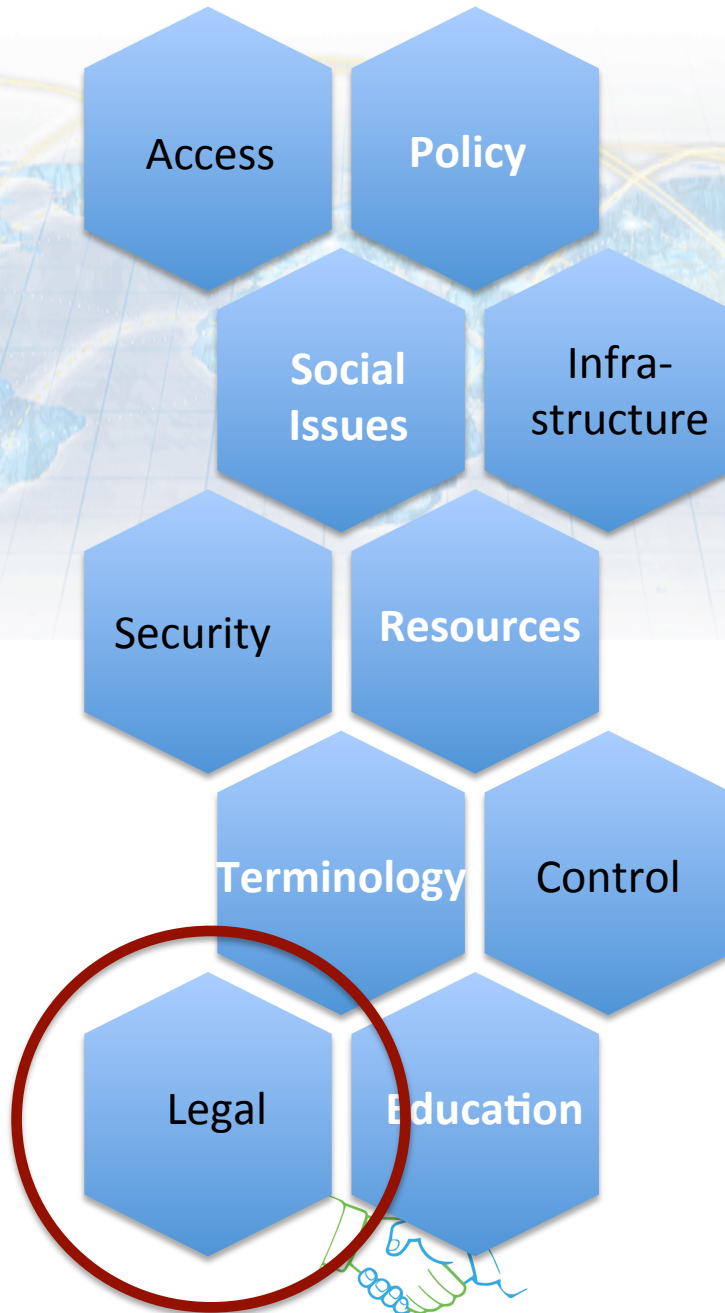 Access
Policy
Social
Issues
Infra-
structure
Security
Resources
Terminology
Control
Legal
Education